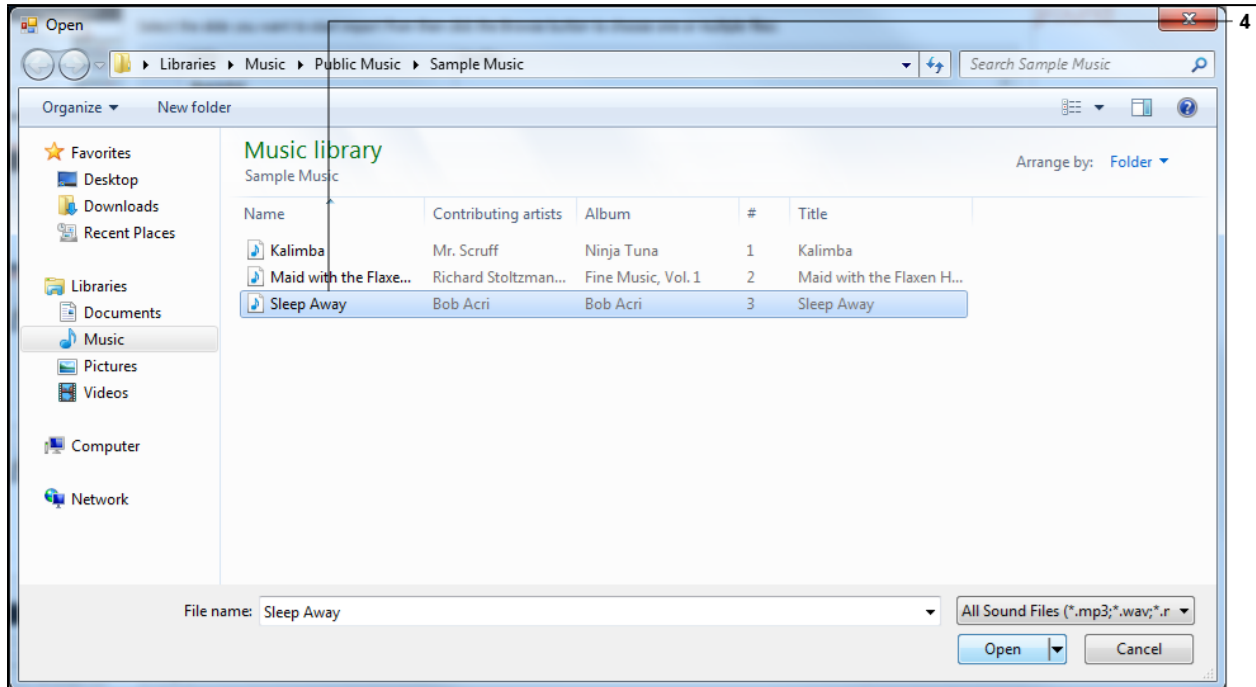 Open
4
Libraries Music Public Music Sample Music
Search Sample Music
Organize New folder
Favorites
Desktop
Downloads
Recent Places
Libraries
Documents
Music
Pictures
Videos
Computer
Network
Music library
Sample Music
Arrange by: Folder
Name Contributing artists Album # Title
Kalimba Mr. Scruff Ninja Tuna 1 Kalimba
Maid with the Flaxe... Richard Stoltzman... Fine Music, Vol. 1 2 Maid with the Flaxen H...
Sleep Away Bob Acri Bob Acri 3 Sleep Away
File name: Sleep Away All Sound Files (*.mp3;*.wav;*.r
Open Cancel